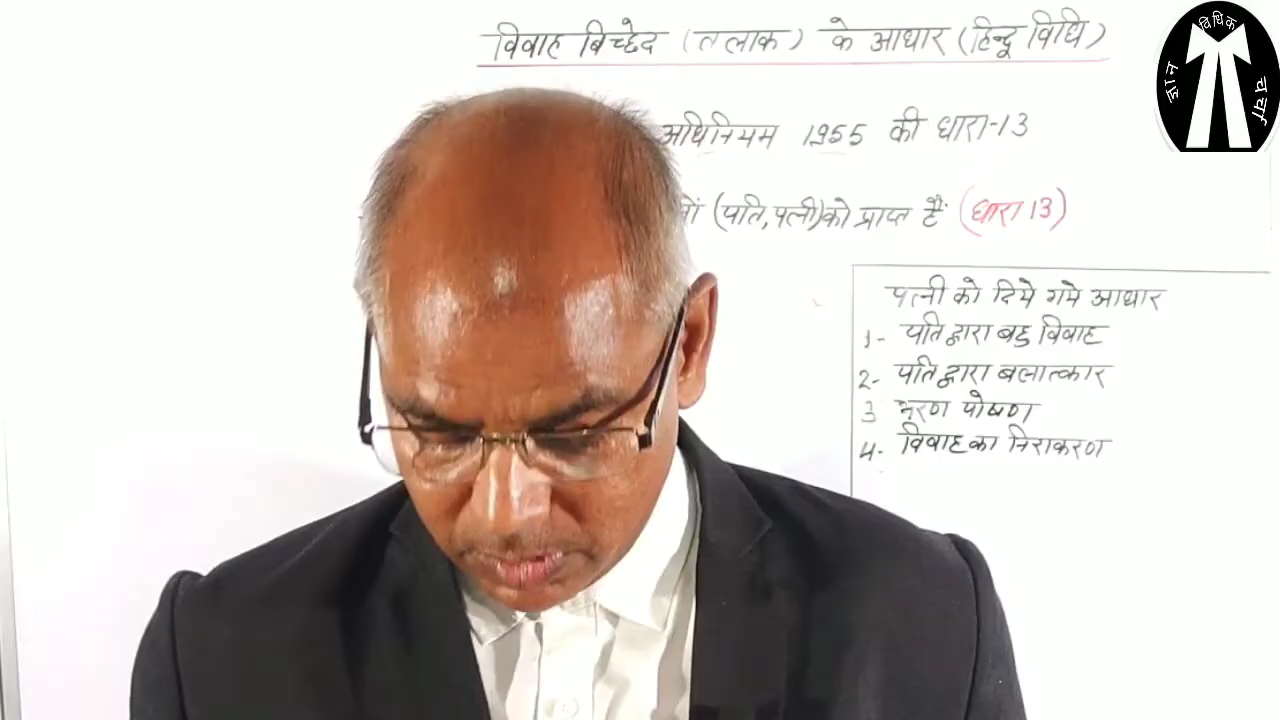 विवाह बिच्छेद (तलाक) के आधार (हिन्दू विधि)
अधिनियम 1955 की धारा-13
(पति, पत्नी) को प्राप्त हैं (धारा 13)
पत्नी को दिये गये आधार
1- पति द्वारा बहु विवाह
2- पति द्वारा बलात्कार
3 भरण पोषण
4- विवाह का निराकरण
विधिक
ज्ञान
चर्चा